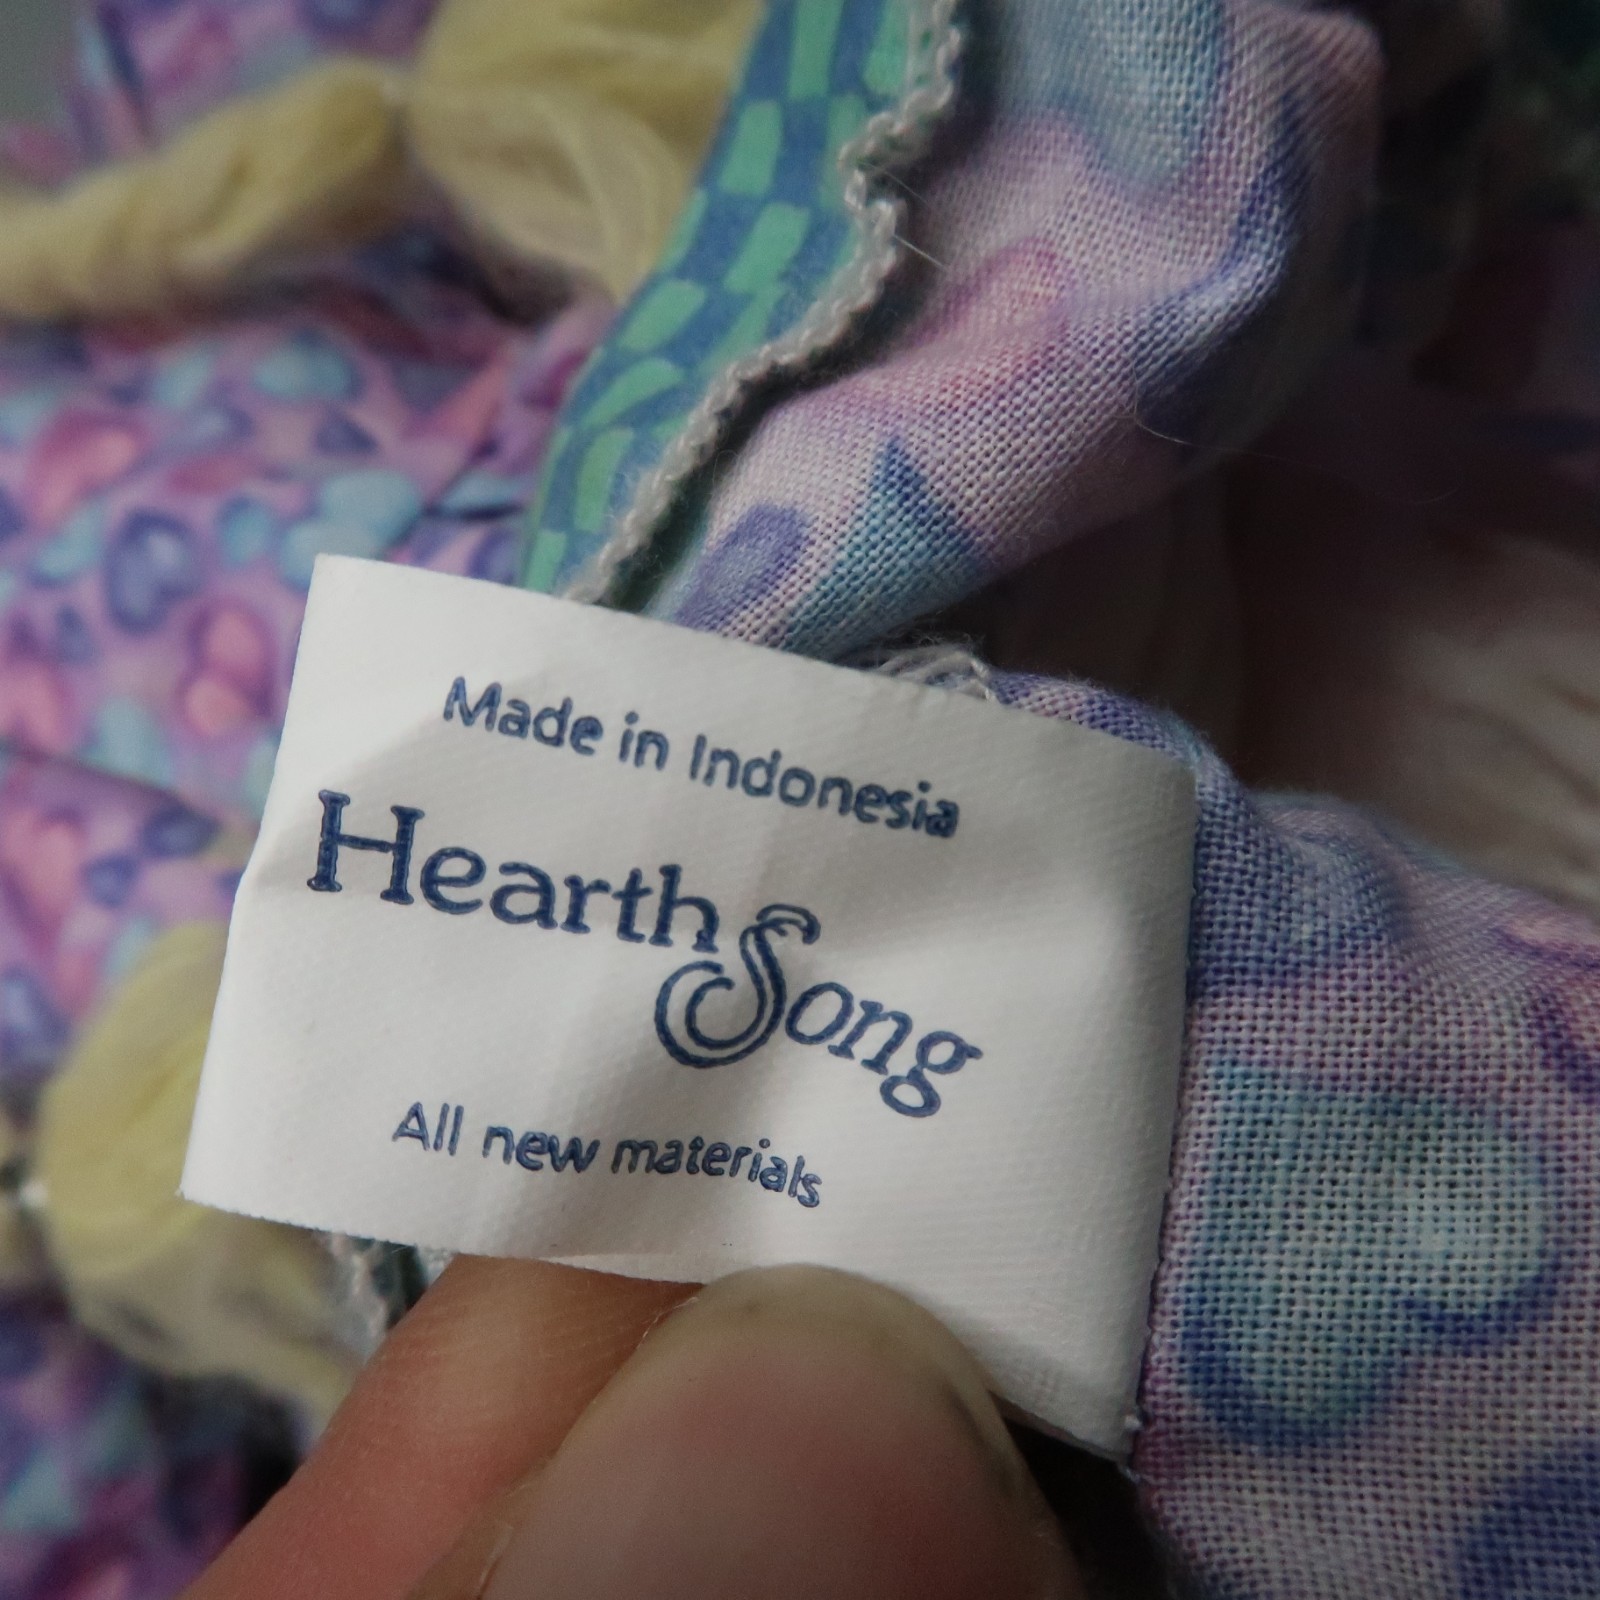 Made in Indonesia
HearthSong
All new materials